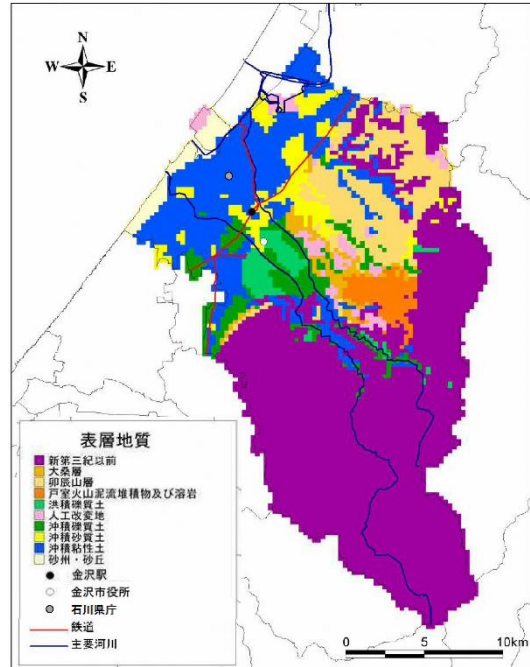 N
W E
S
表層地質
新第三紀以前
大桑層
卯辰山層
戸室火山泥流堆積物及び溶岩
洪積礫質土
人工改変地
沖積礫質土
沖積砂質土
沖積粘性土
砂州・砂丘
金沢駅
金沢市役所
石川県庁
鉄道
主要河川
0 5 10km